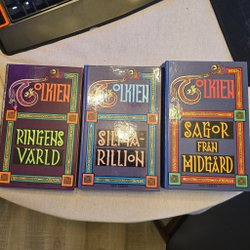 TOLKIEN
RINGENS
VÄRLD
TOLKIEN
SILMA-
RILLION
TOLKIEN
SAGOR
FRÅN
MIDGÅRD